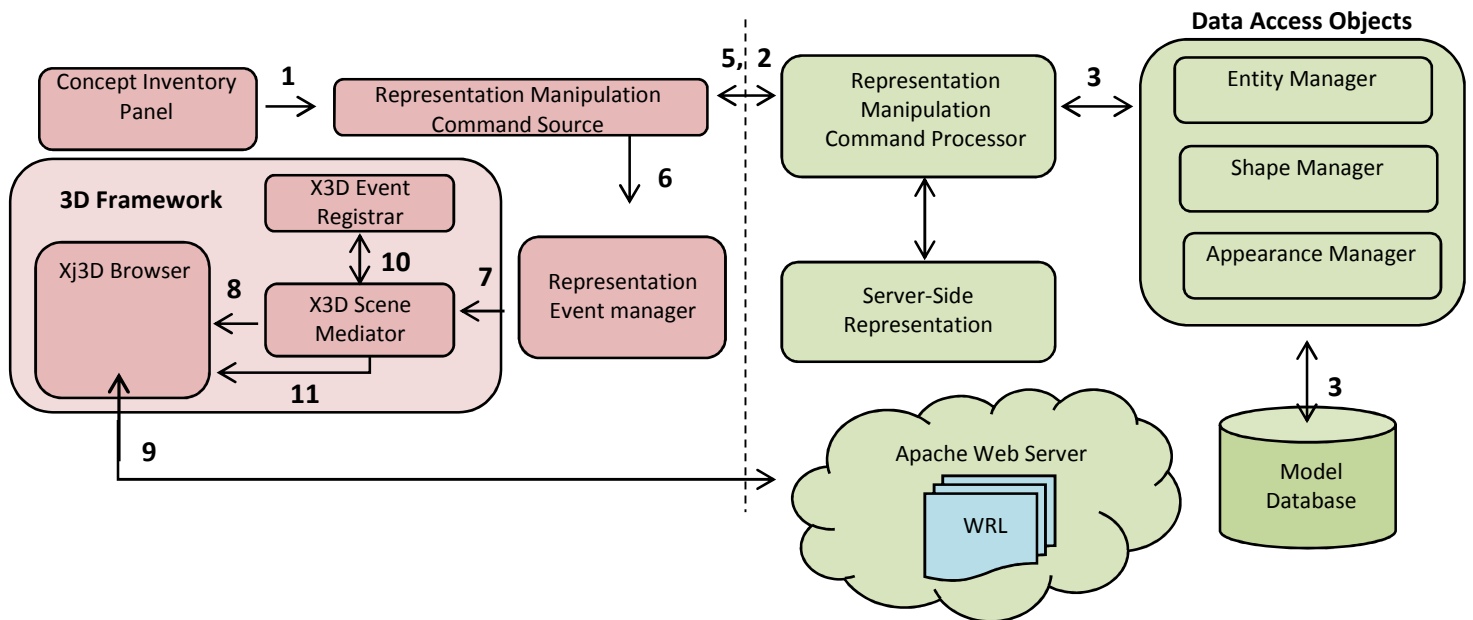 Data Access Objects
Concept Inventory
Panel
1
Representation Manipulation
Command Source
5, 2
Representation
Manipulation
Command Processor
3
Entity Manager
Shape Manager
Appearance Manager
6
3D Framework
X3D Event
Registrar
10
Xj3D Browser
8
X3D Scene
Mediator
7
Representation
Event manager
11
Server-Side
Representation
3
9
Apache Web Server
WRL
Model
Database